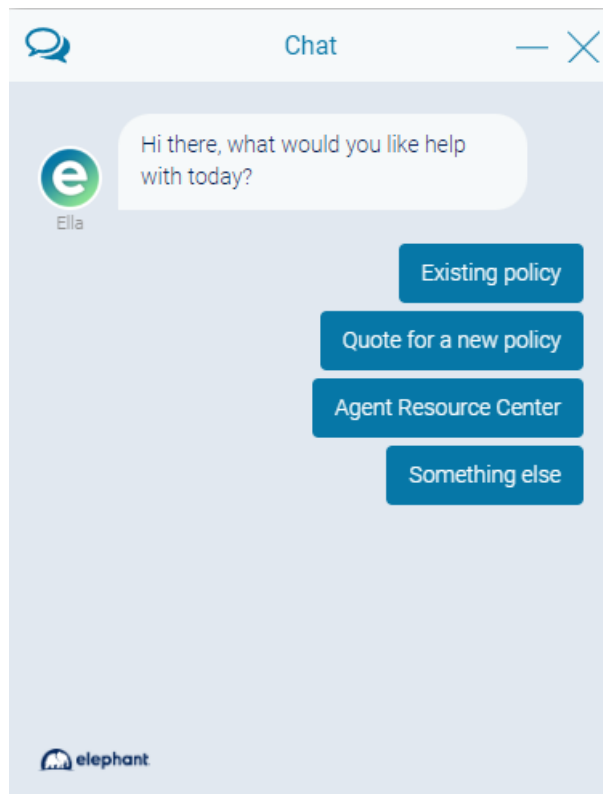 Chat
Hi there, what would you like help
with today?
e
Ella
Existing policy
Quote for a new policy
Agent Resource Center
Something else
elephant